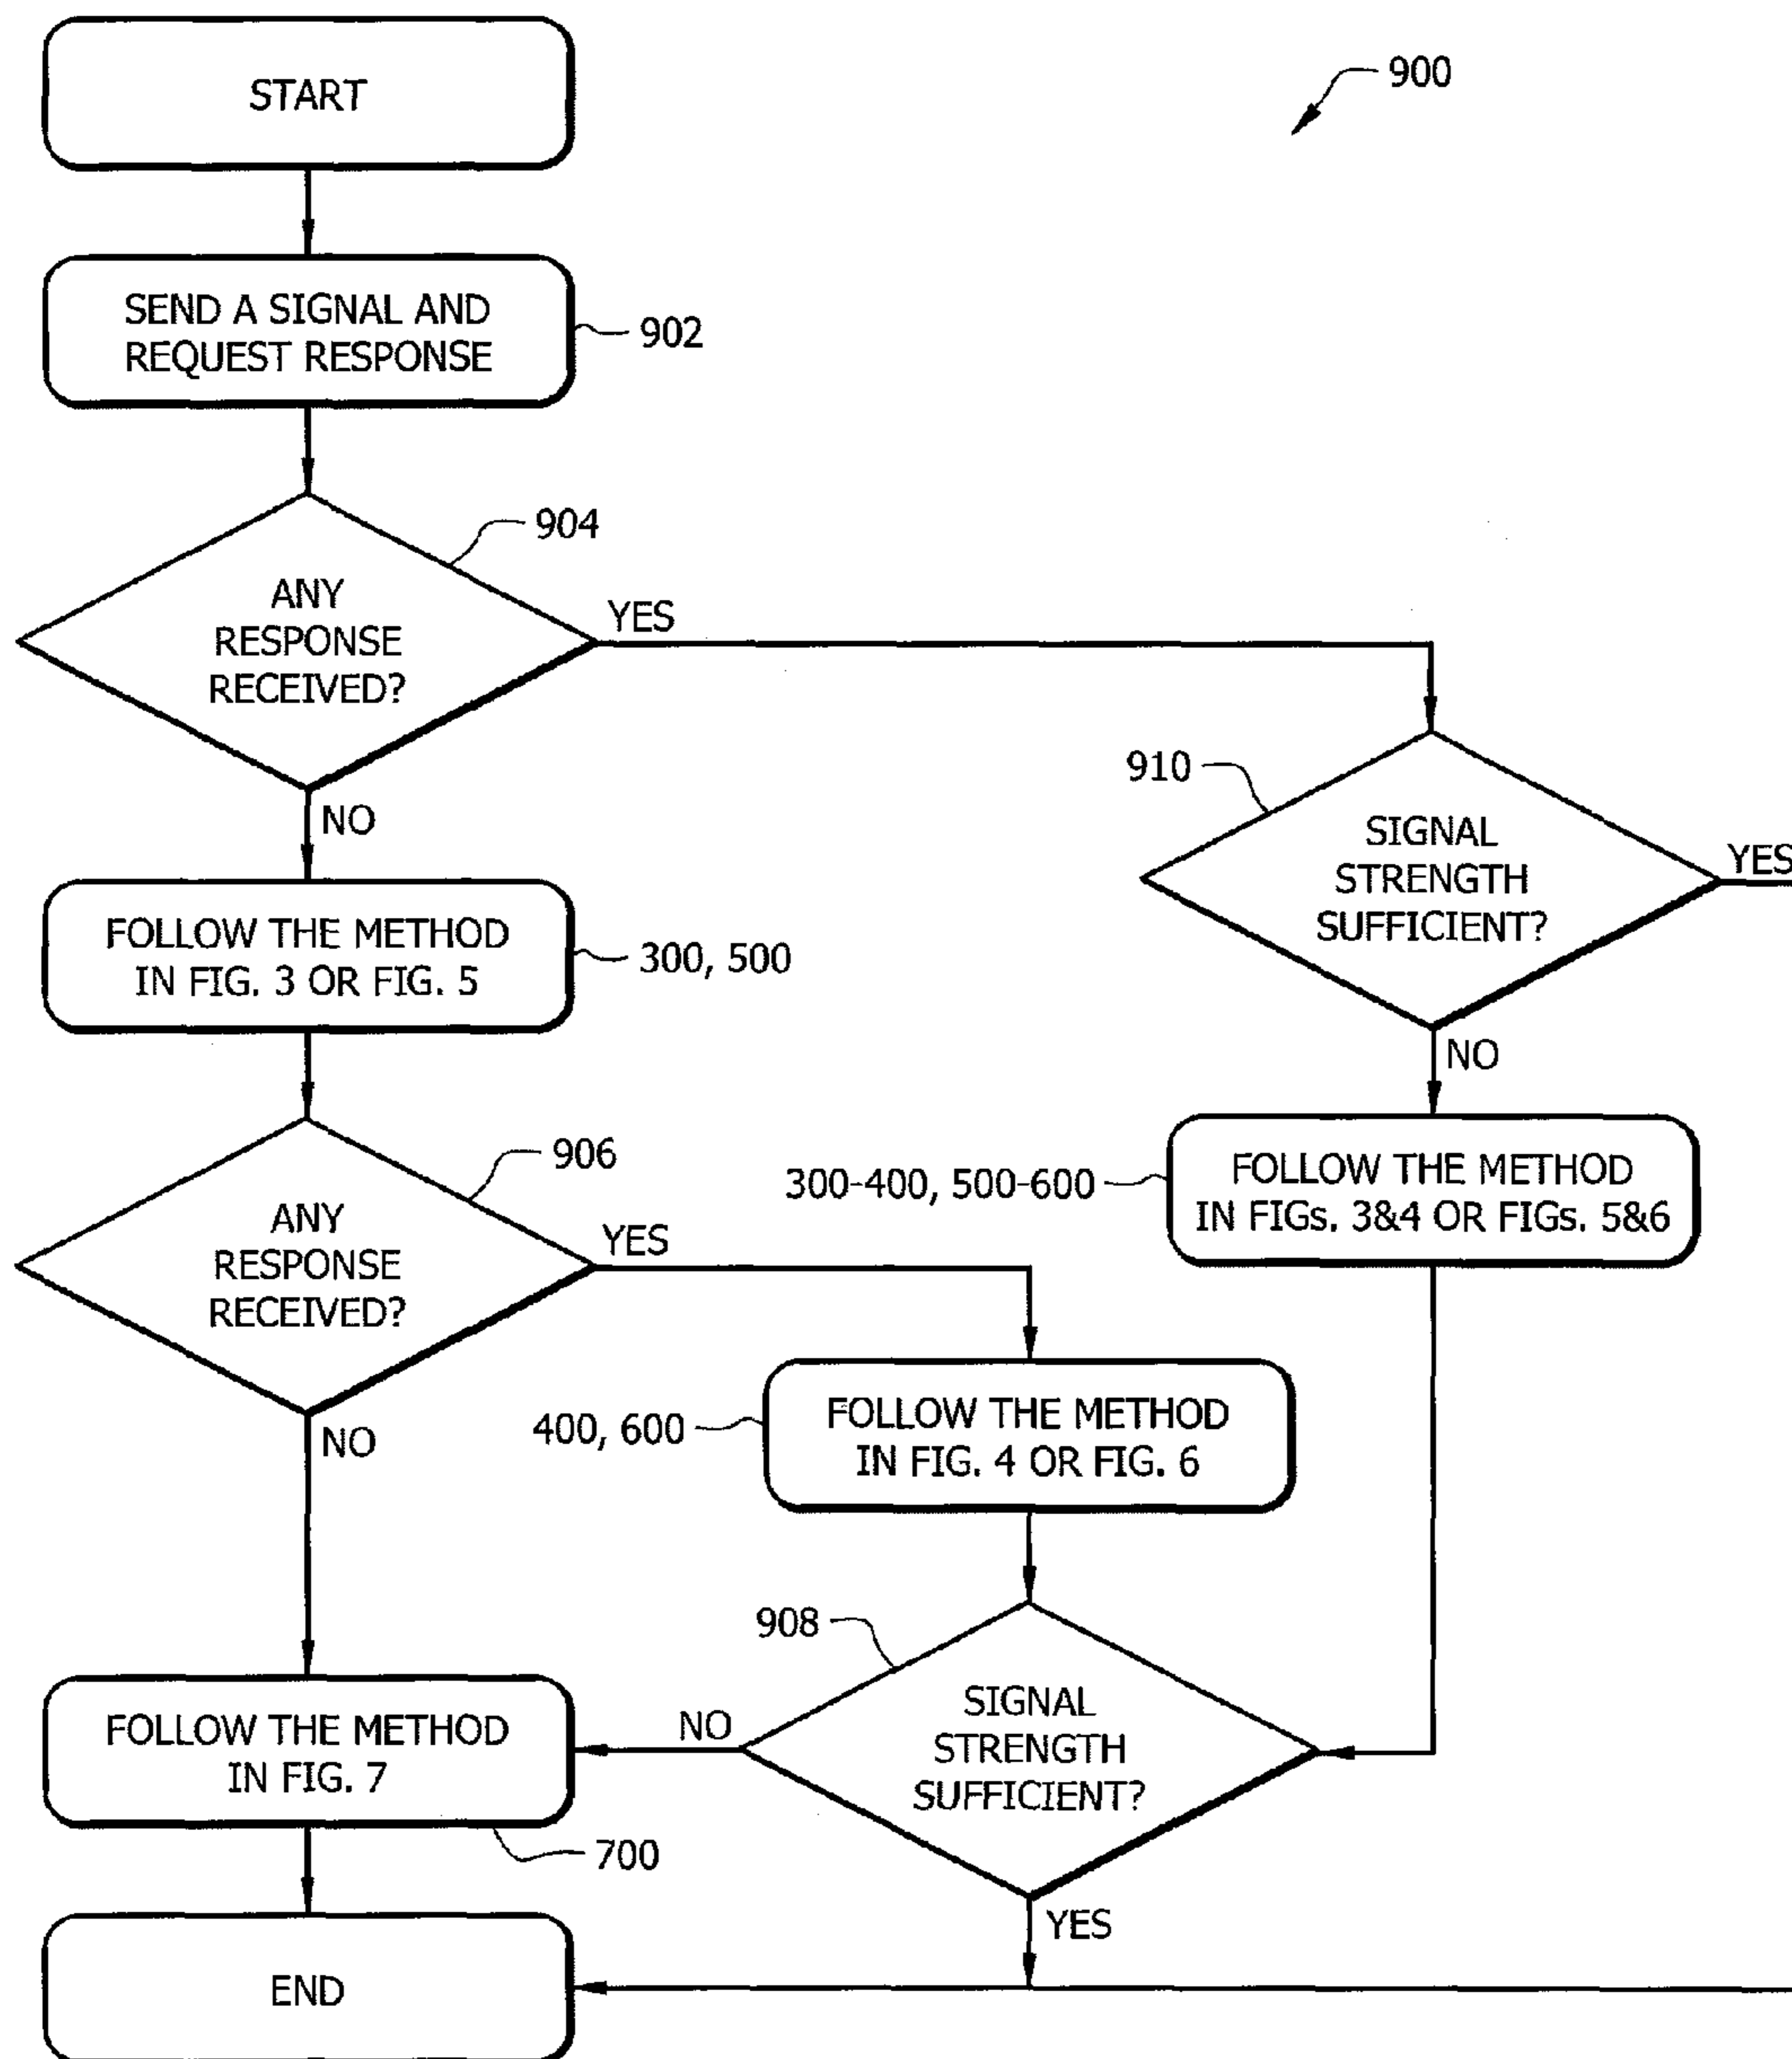 START
900
SEND A SIGNAL AND
REQUEST RESPONSE
902
904
ANY
RESPONSE
RECEIVED?
YES
NO
910
SIGNAL
STRENGTH
SUFFICIENT?
YES
NO
FOLLOW THE METHOD
IN FIG. 3 OR FIG. 5
300, 500
906
ANY
RESPONSE
RECEIVED?
YES
NO
300-400, 500-600
FOLLOW THE METHOD
IN FIGs. 3&4 OR FIGs. 5&6
400, 600
FOLLOW THE METHOD
IN FIG. 4 OR FIG. 6
908
SIGNAL
STRENGTH
SUFFICIENT?
NO
YES
FOLLOW THE METHOD
IN FIG. 7
700
END